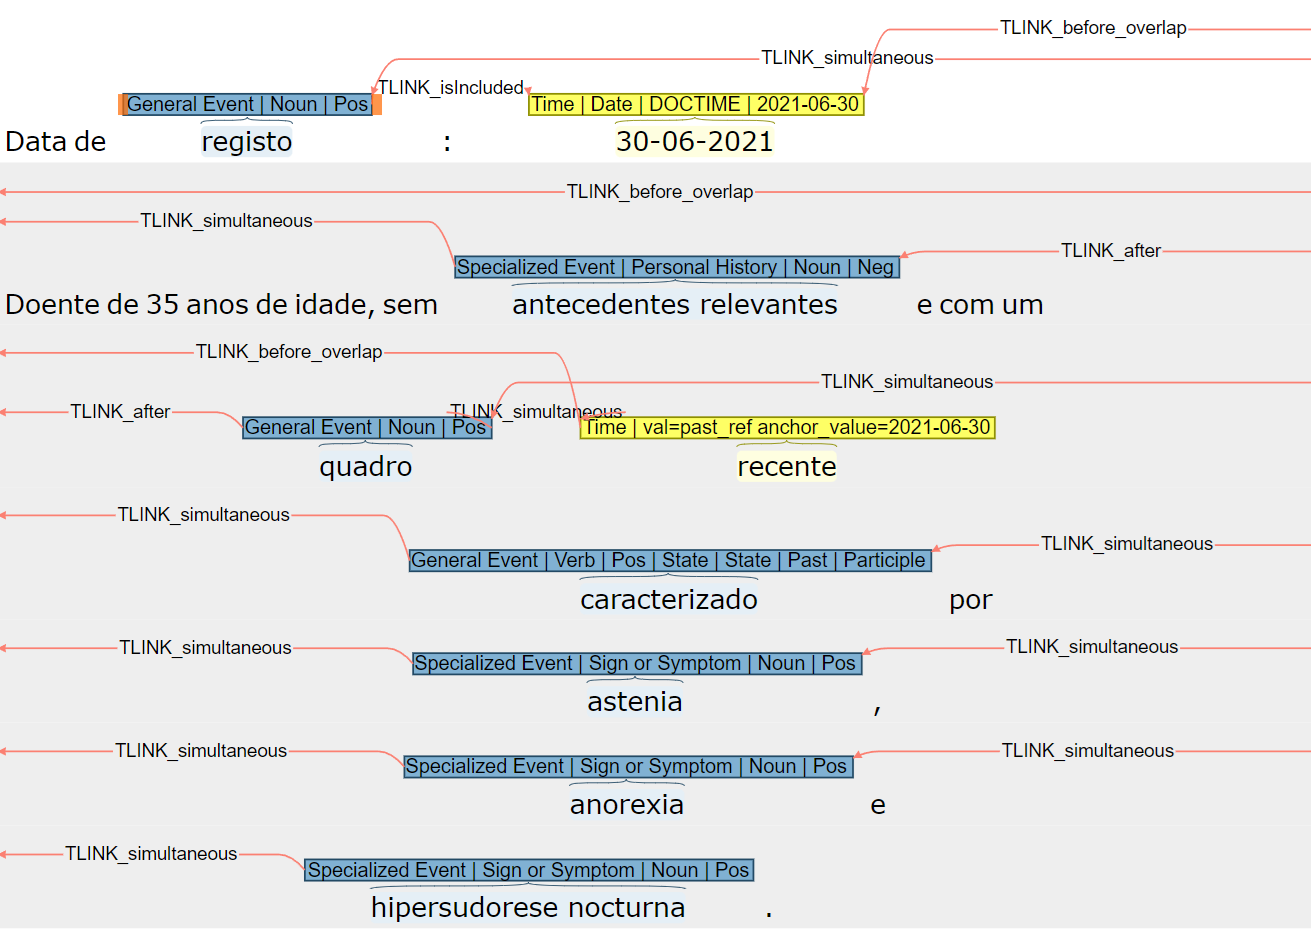 TLINK_before_overlap
TLINK_simultaneous
TLINK_isIncluded
General Event | Noun | Pos Time | Date | DOCTIME | 2021-06-30
Data de registo : 30-06-2021
TLINK_before_overlap
TLINK_simultaneous
TLINK_after
Specialized Event | Personal History | Noun | Neg
Doente de 35 anos de idade, sem antecedentes relevantes e com um
TLINK_before_overlap
TLINK_simultaneous
TLINK_after TLINK_simultaneous
General Event | Noun | Pos Time | val=past_ref anchor_value=2021-06-30
quadro recente
TLINK_simultaneous
TLINK_simultaneous
General Event | Verb | Pos | State | State | Past | Participle
caracterizado por
TLINK_simultaneous TLINK_simultaneous
Specialized Event | Sign or Symptom | Noun | Pos
astenia ,
TLINK_simultaneous TLINK_simultaneous
Specialized Event | Sign or Symptom | Noun | Pos
anorexia e
TLINK_simultaneous
Specialized Event | Sign or Symptom | Noun | Pos
hipersudorese nocturna .